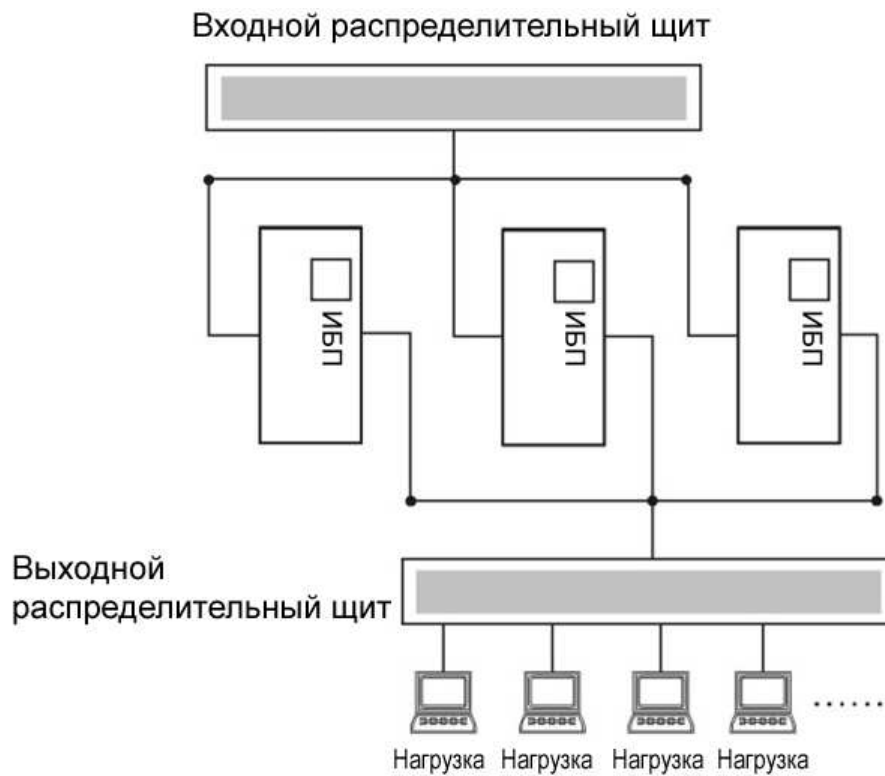 Входной распределительный щит
ИБП
ИБП
ИБП
Выходной
распределительный щит
Нагрузка Нагрузка Нагрузка Нагрузка